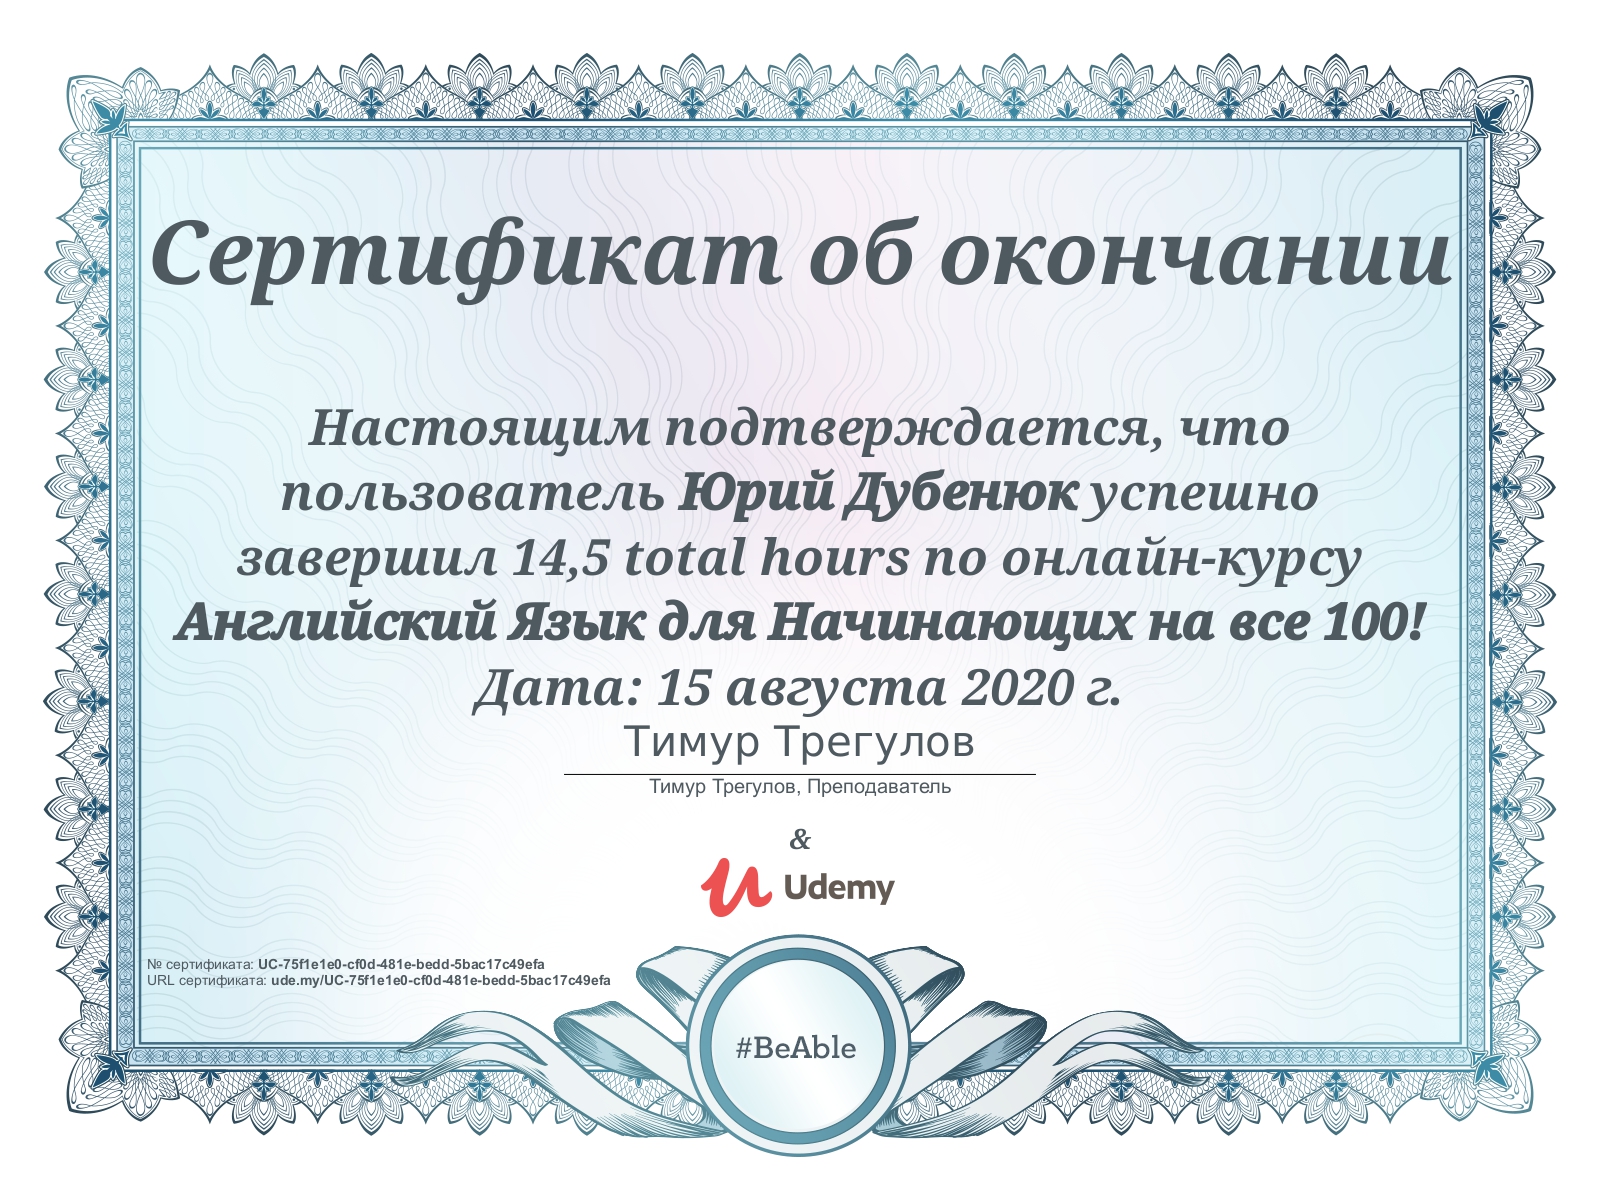 Сертификат об окончании
Настоящим подтверждается, что
пользователь Юрий Дубенюк успешно
завершил 14,5 total hours по онлайн-курсу
Английский Язык для Начинающих на все 100!
Дата: 15 августа 2020 г.
Тимур Трегулов
Тимур Трегулов, Преподаватель
&
Udemy
№ сертификата: UC-75f1e1e0-cf0d-481e-bedd-5bac17c49efa
URL сертификата: ude.my/UC-75f1e1e0-cf0d-481e-bedd-5bac17c49efa
#BeAble